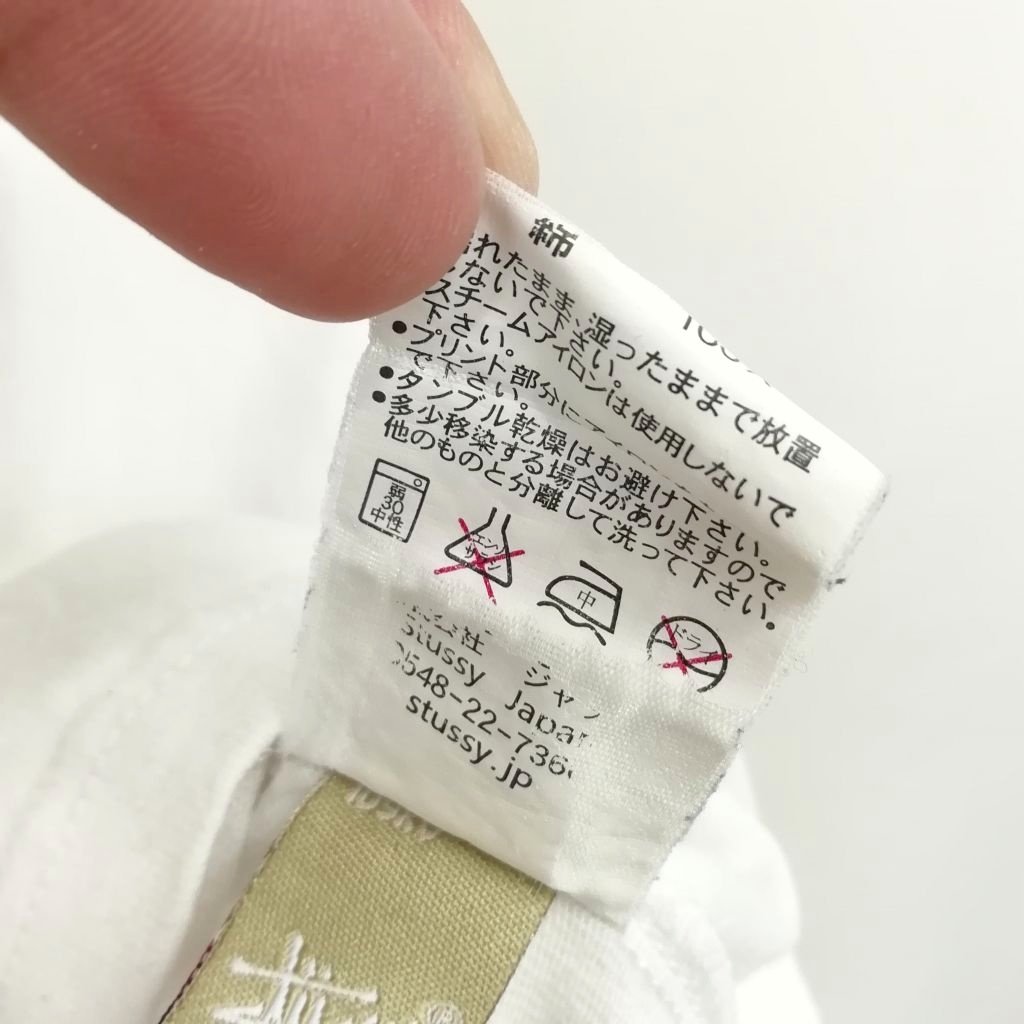 綿
れたまま、湿ったままで放置
ないで下さい。
スチームアイロンは使用しないで
下さい。
●プリント部分に
で下さい。
●タンブル乾燥はお避け下さい。
●多少移染する場合がありますので
他のものと分離して洗って下さい。
弱
30
中性
中
ドライ
stussy Japan
548-22-736
stussy.jp